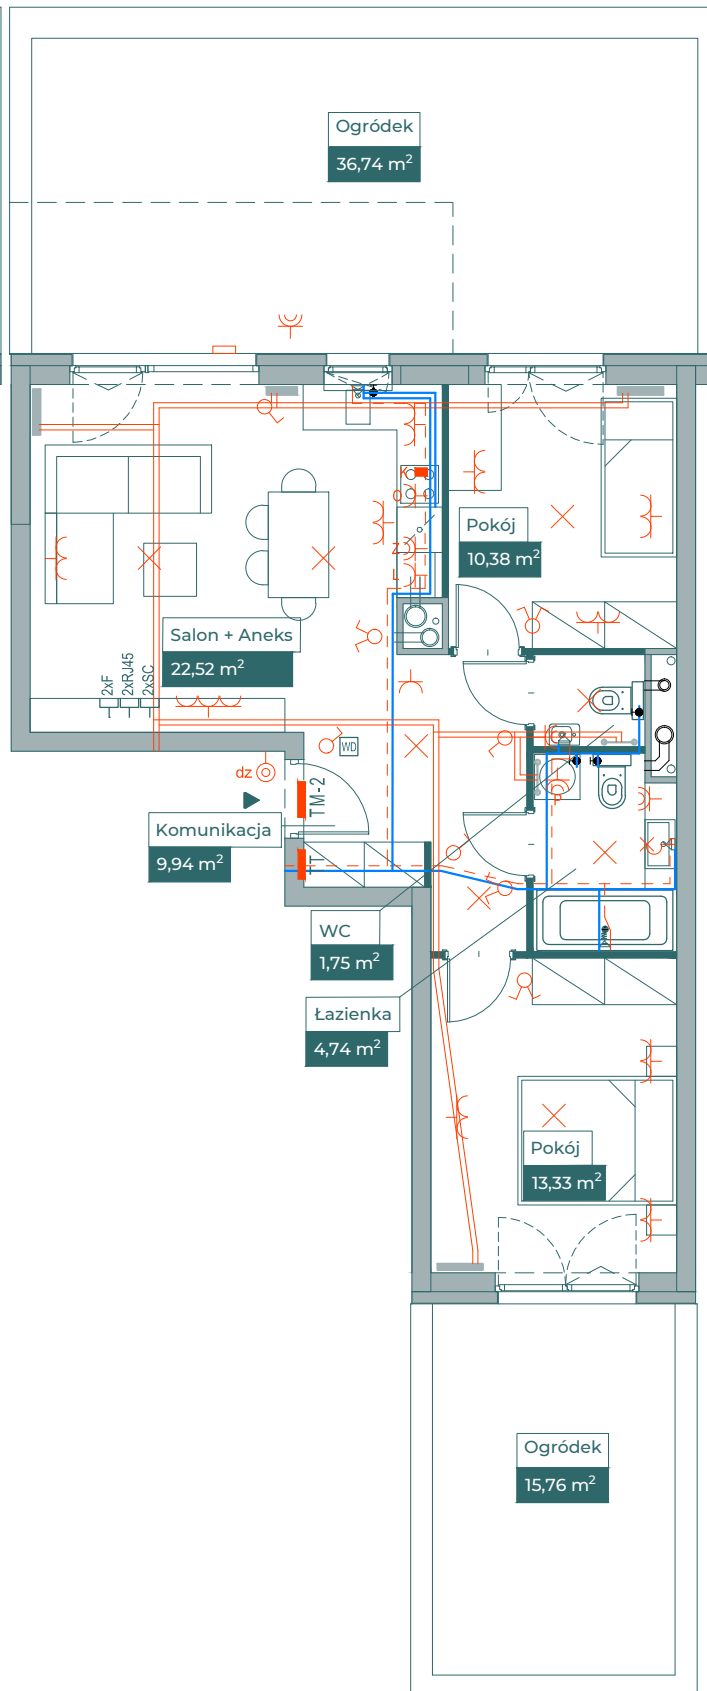 Ogródek
36,74 m²
Pokój
10,38 m²
Salon + Aneks
22,52 m²
2xF
2xRJ45
2xSC
WD
dz
TM-2
TT
Komunikacja
9,94 m²
WC
1,75 m²
Łazienka
4,74 m²
Pokój
13,33 m²
Ogródek
15,76 m²